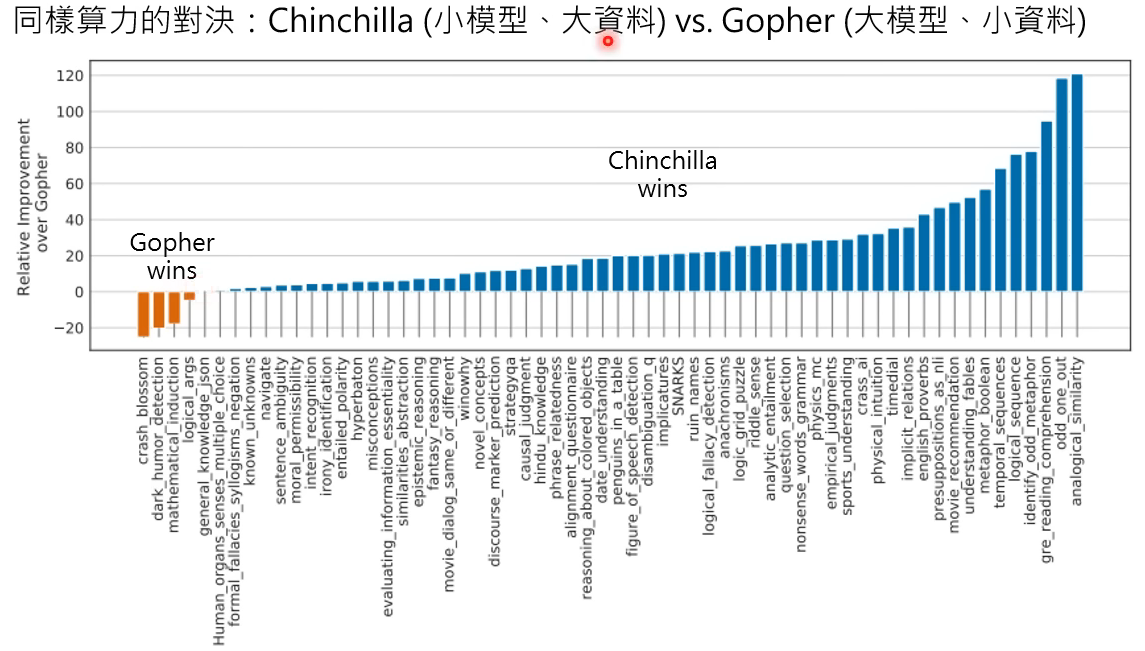 同樣算力的對決：Chinchilla (小模型、大資料) vs. Gopher (大模型、小資料)
Relative Improvement
over Gopher
120
100
80
60
40
20
0
−20
Gopher
wins
Chinchilla
wins
crash_blossom
dark_humor_detection
mathematical_induction
logical_args
general_knowledge_json
Human_organs_senses_multiple_choice
formal_fallacies_syllogisms_negation
known_unknowns
navigate
sentence_ambiguity
moral_permissibility
intent_recognition
irony_identification
entailed_polarity
hyperbaton
misconceptions
evaluating_information_essentiality
similarities_abstraction
epistemic_reasoning
fantasy_reasoning
movie_dialog_same_or_different
winowhy
novel_concepts
discourse_marker_prediction
strategyqa
causal_judgment
hindu_knowledge
phrase_relatedness
alignment_questionnaire
reasoning_about_colored_objects
date_understanding
penguins_in_a_table
figure_of_speech_detection
disambiguation_q
implicatures
SNARKS
ruin_names
logical_fallacy_detection
anachronisms
logic_grid_puzzle
riddle_sense
analytic_entailment
question_selection
nonsense_words_grammar
physics_mc
empirical_judgments
sports_understanding
crass_ai
physical_intuition
timedial
implicit_relations
english_proverbs
presuppositions_as_nli
movie_recommendation
understanding_fables
metaphor_boolean
temporal_sequences
logical_sequence
identify_odd_metaphor
gre_reading_comprehension
odd_one_out
analogical_similarity